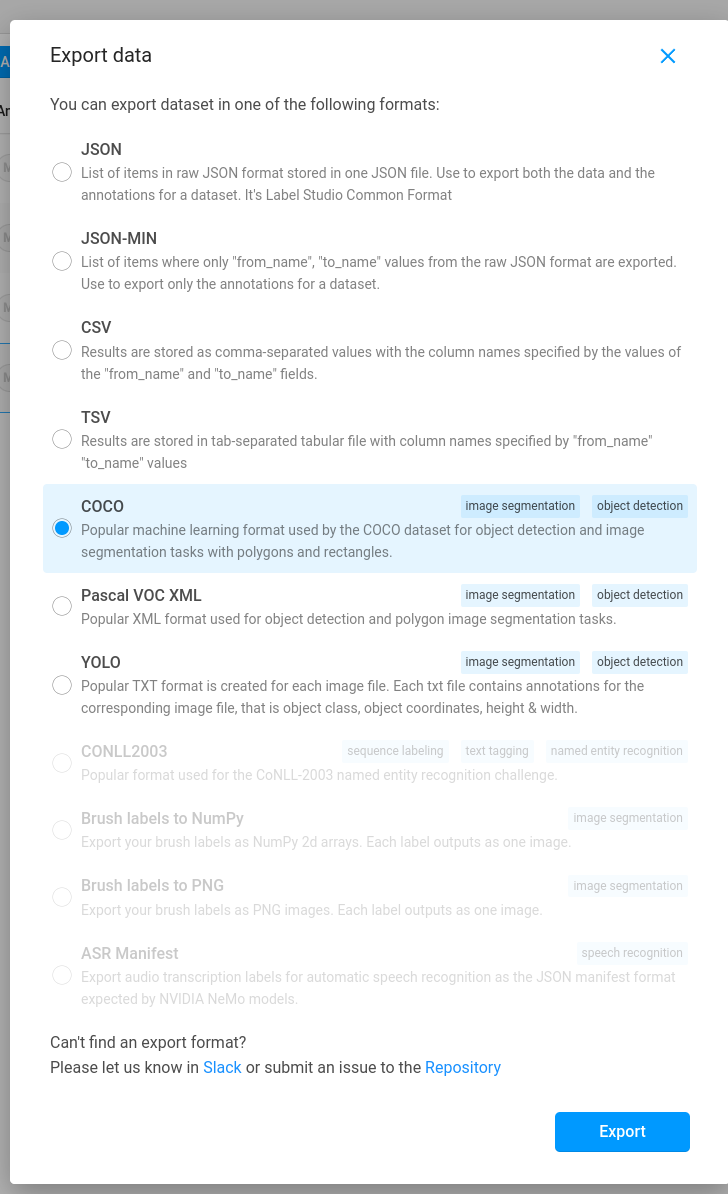 Export data
You can export dataset in one of the following formats:
JSON
List of items in raw JSON format stored in one JSON file. Use to export both the data and the
annotations for a dataset. It's Label Studio Common Format
JSON-MIN
List of items where only "from_name", "to_name" values from the raw JSON format are exported.
Use to export only the annotations for a dataset.
CSV
Results are stored as comma-separated values with the column names specified by the values of
the "from_name" and "to_name" fields.
TSV
Results are stored in tab-separated tabular file with column names specified by "from_name"
"to_name" values
COCO image segmentation object detection
Popular machine learning format used by the COCO dataset for object detection and image
segmentation tasks with polygons and rectangles.
Pascal VOC XML image segmentation object detection
Popular XML format used for object detection and polygon image segmentation tasks.
YOLO image segmentation object detection
Popular TXT format is created for each image file. Each txt file contains annotations for the
corresponding image file, that is object class, object coordinates, height & width.
CONLL2003 sequence labeling text tagging named entity recognition
Popular format used for the CoNLL-2003 named entity recognition challenge.
Brush labels to NumPy image segmentation
Export your brush labels as NumPy 2d arrays. Each label outputs as one image.
Brush labels to PNG image segmentation
Export your brush labels as PNG images. Each label outputs as one image.
ASR Manifest speech recognition
Export audio transcription labels for automatic speech recognition as the JSON manifest format
expected by NVIDIA NeMo models.
Can't find an export format?
Please let us know in Slack or submit an issue to the Repository
Export